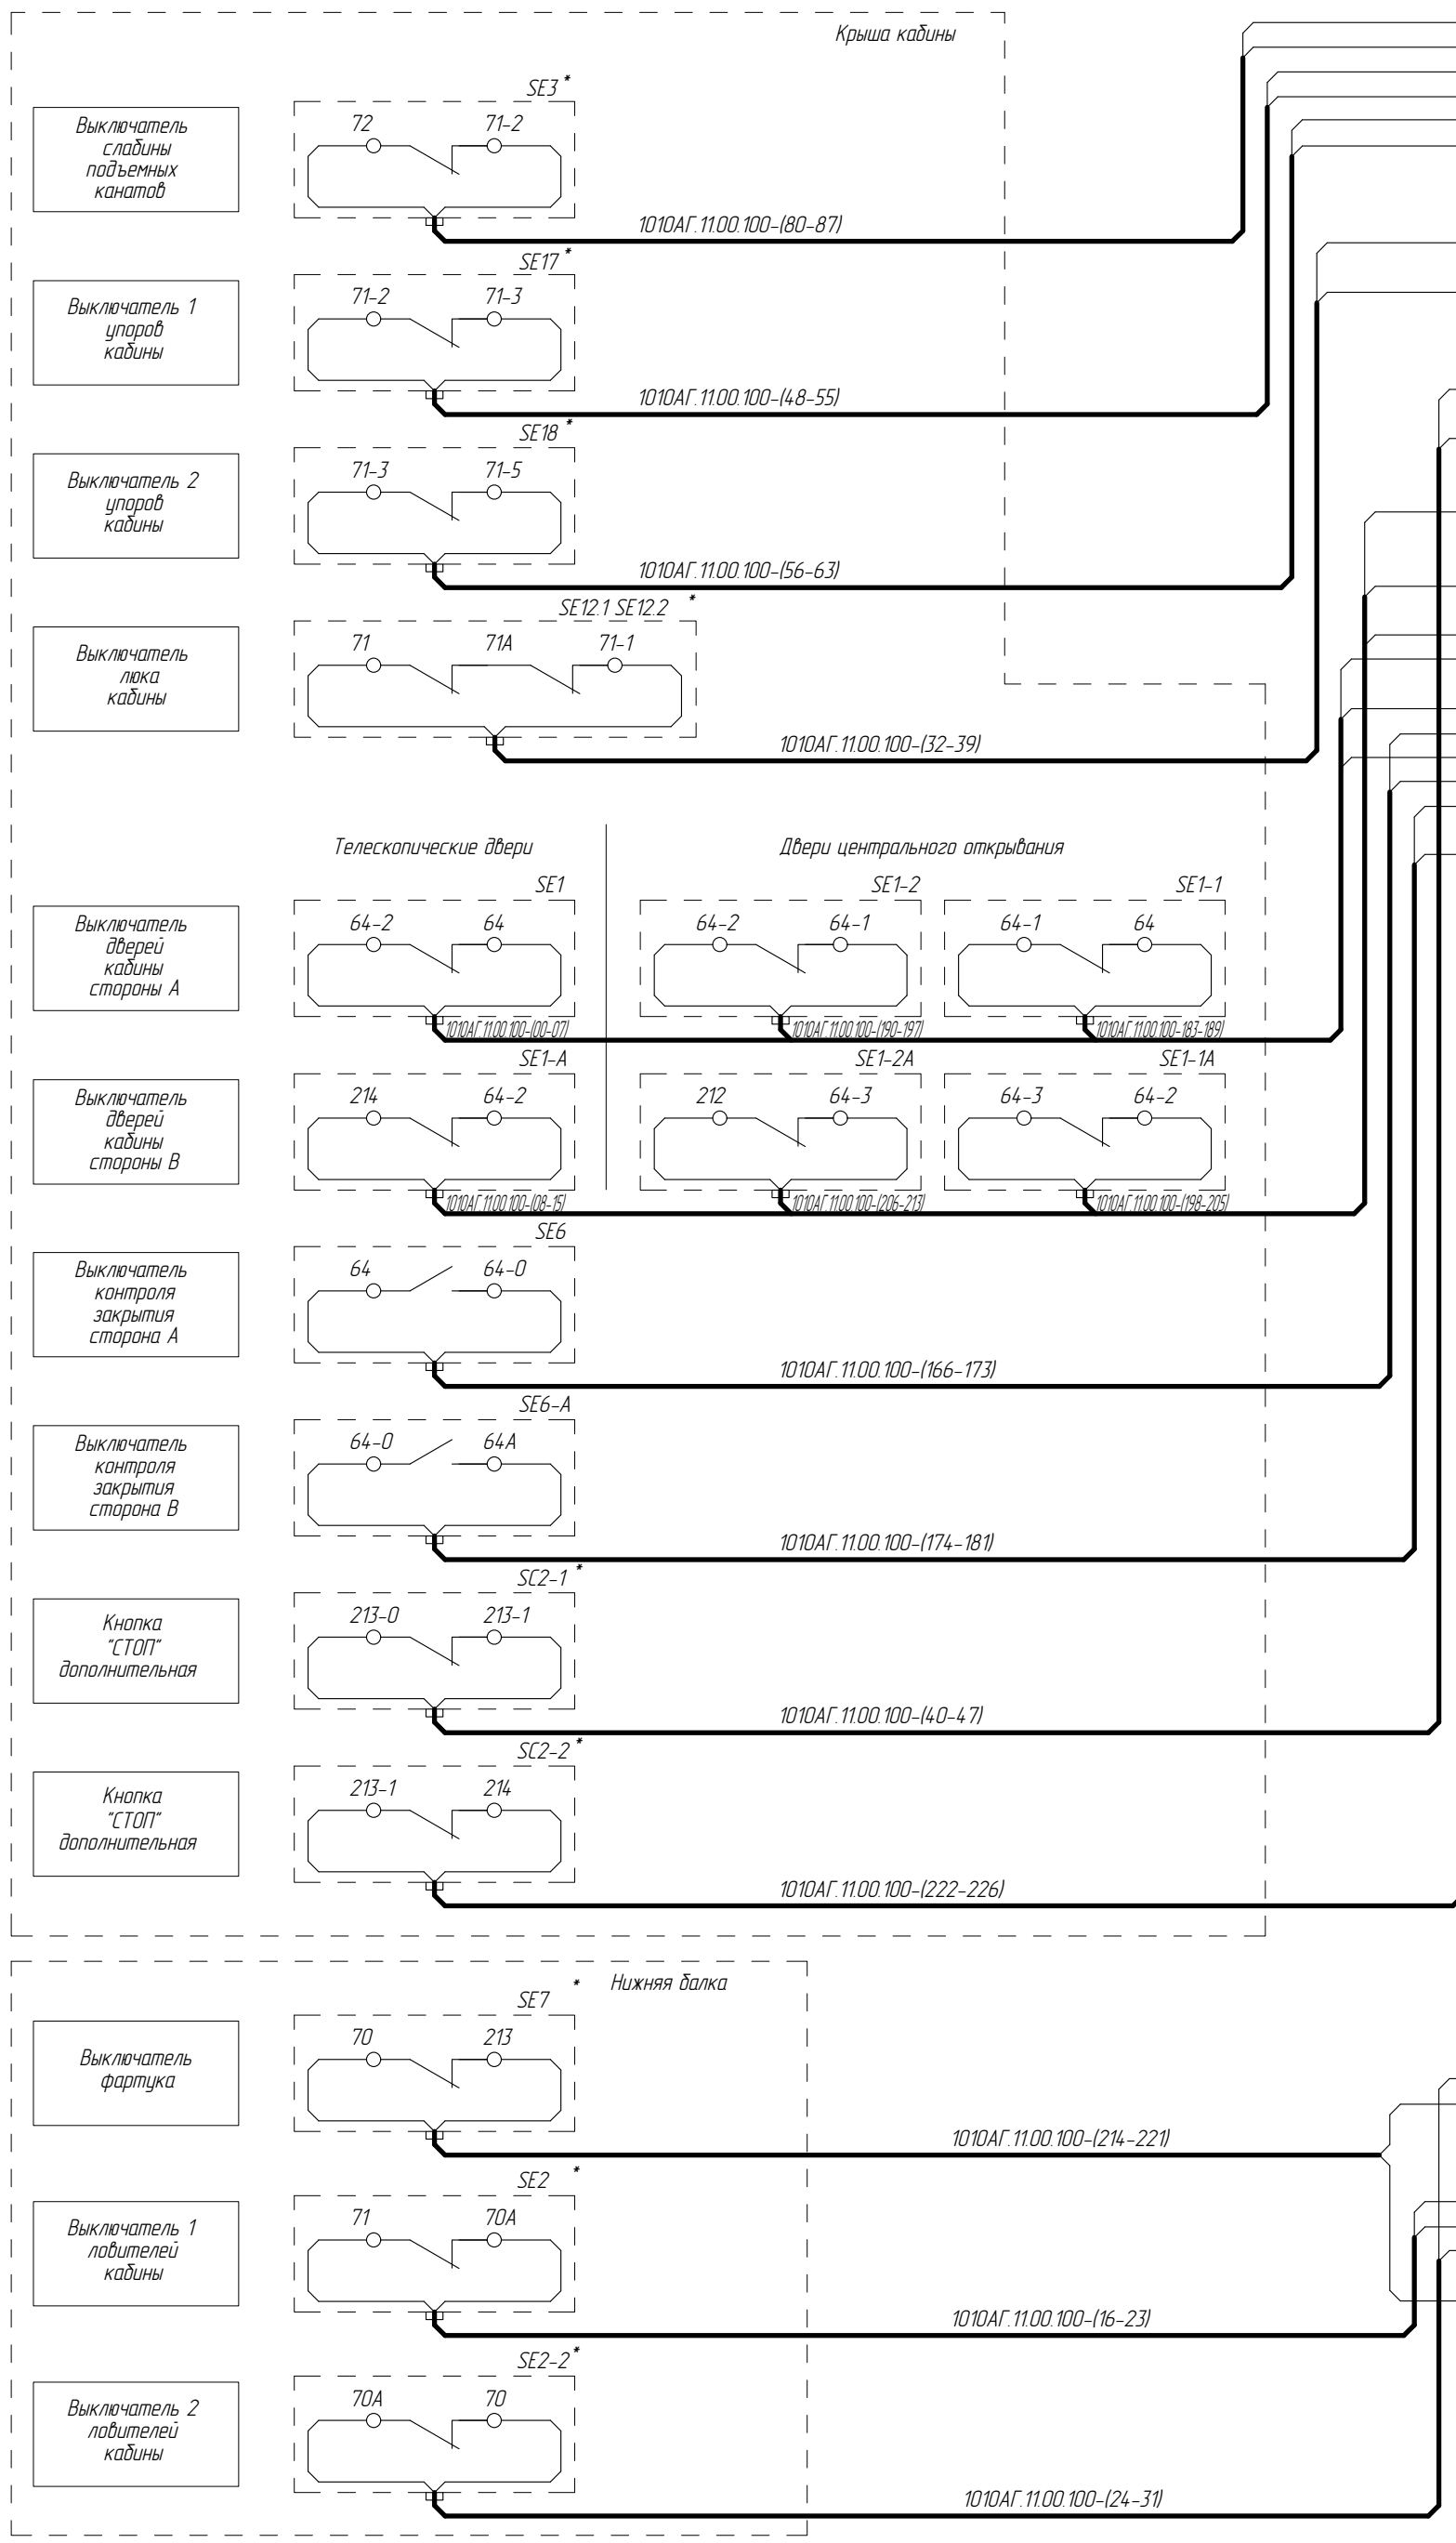 Крыша кабины
SE3 *
Выключатель
слабины
подъемных
канатов
72 71-2
1010АГ.11.00.100-(80-87)
SE17 *
Выключатель 1
упоров
кабины
71-2 71-3
1010АГ.11.00.100-(48-55)
SE18 *
Выключатель 2
упоров
кабины
71-3 71-5
1010АГ.11.00.100-(56-63)
SE12.1 SE12.2 *
Выключатель
люка
кабины
71 71А 71-1
1010АГ.11.00.100-(32-39)
Телескопические двери
Двери центрального открывания
SE1 SE1-2 SE1-1
Выключатель
дверей
кабины
стороны А
64-2 64 64-2 64-1 64-1 64
1010АГ.11.00.100-(00-07) 1010АГ.11.00.100-(190-197) 1010АГ.11.00.100-183-189)
SE1-A SE1-2A SE1-1A
Выключатель
дверей
кабины
стороны В
214 64-2 212 64-3 64-3 64-2
1010АГ.11.00.100-(08-15) 1010АГ.11.00.100-(206-213) 1010АГ.11.00.100-(198-205)
SE6
Выключатель
контроля
закрытия
сторона А
64 64-0
1010АГ.11.00.100-(166-173)
SE6-A
Выключатель
контроля
закрытия
сторона В
64-0 64А
1010АГ.11.00.100-(174-181)
SC2-1 *
Кнопка
"СТОП"
дополнительная
213-0 213-1
1010АГ.11.00.100-(40-47)
SC2-2 *
Кнопка
"СТОП"
дополнительная
213-1 214
1010АГ.11.00.100-(222-226)
Нижняя балка
SE7 *
Выключатель
фартука
70 213
1010АГ.11.00.100-(214-221)
SE2 *
Выключатель 1
ловителей
кабины
71 70А
1010АГ.11.00.100-(16-23)
SE2-2 *
Выключатель 2
ловителей
кабины
70А 70
1010АГ.11.00.100-(24-31)